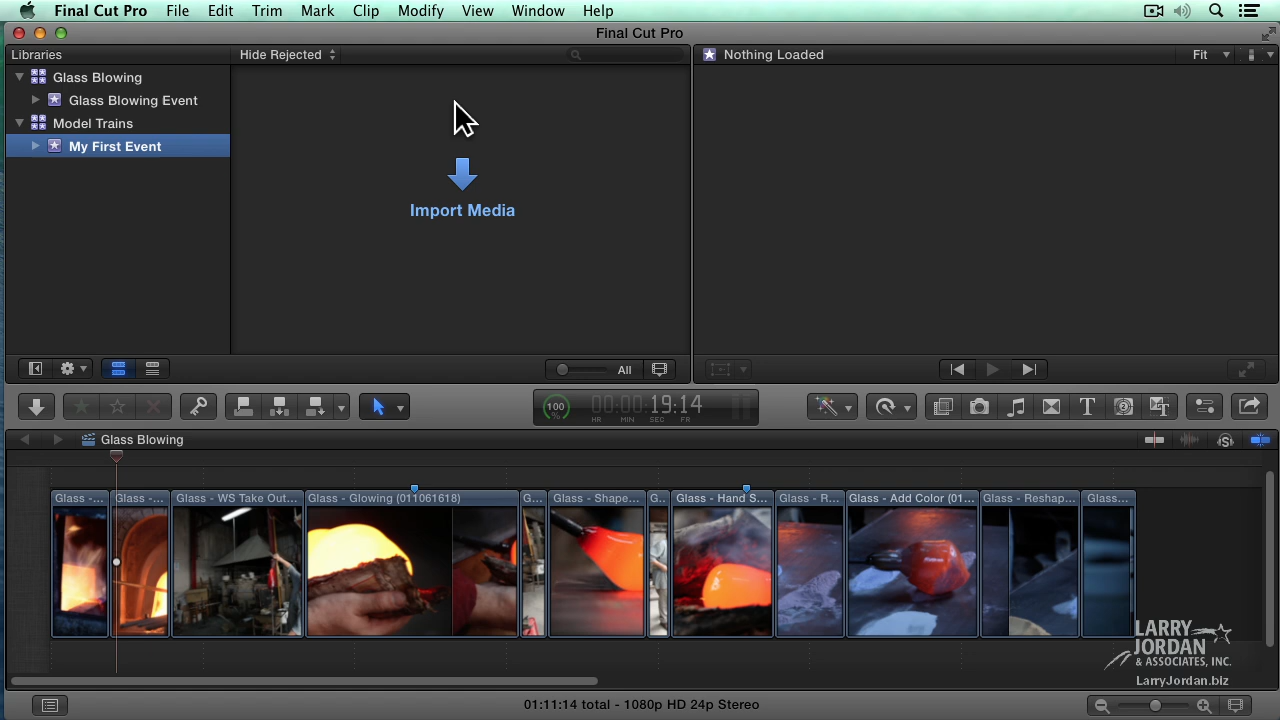 Final Cut Pro File Edit Trim Mark Clip Modify View Window Help
Final Cut Pro
Libraries
Hide Rejected
Nothing Loaded
Fit
Glass Blowing
Glass Blowing Event
Model Trains
My First Event
Import Media
All
100
%
00:00:19:14
HR MIN SEC FR
Glass Blowing
Glass -...
Glass -...
Glass - WS Take Out...
Glass - Glowing (011061618)
G...
Glass - Shape...
G..
Glass - Hand S...
Glass - R...
Glass - Add Color (01...
Glass - Reshap...
Glass...
LARRY
JORDAN
& ASSOCIATES, INC.
LarryJordan.biz
01:11:14 total - 1080p HD 24p Stereo